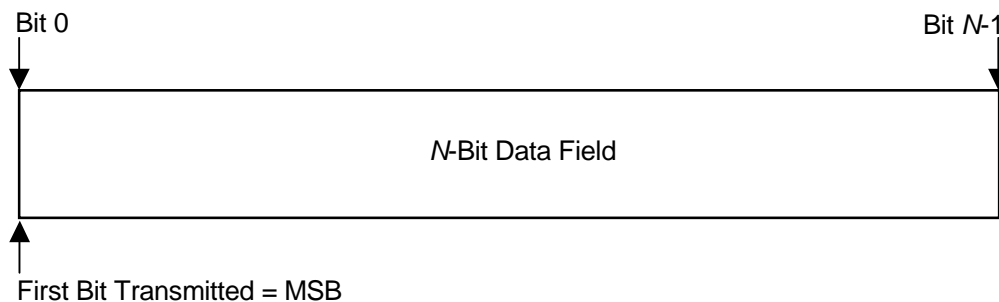 Bit 0
Bit N-1
N-Bit Data Field
First Bit Transmitted = MSB